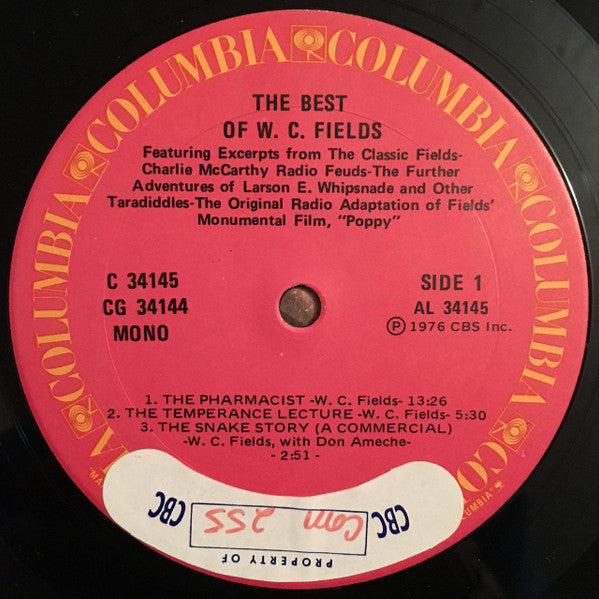 COLUMBIA COLUMBIA COLUMBIA COLUMBIA COLUMBIA
THE BEST
OF W. C. FIELDS
Featuring Excerpts from The Classic Fields-
Charlie McCarthy Radio Feuds-The Further
Adventures of Larson E. Whipsnade and Other
Taradiddles-The Original Radio Adaptation of Fields'
Monumental Film, "Poppy"
C 34145
CG 34144
MONO
SIDE 1
AL 34145
Ⓟ 1976 CBS Inc.
1. THE PHARMACIST -W. C. Fields- 13:26
2. THE TEMPERANCE LECTURE -W. C. Fields- 5:30
3. THE SNAKE STORY (A COMMERCIAL)
-W. C. Fields, with Don Ameche-
- 2:51 -
PROPERTY OF
CBC com 255 CBC